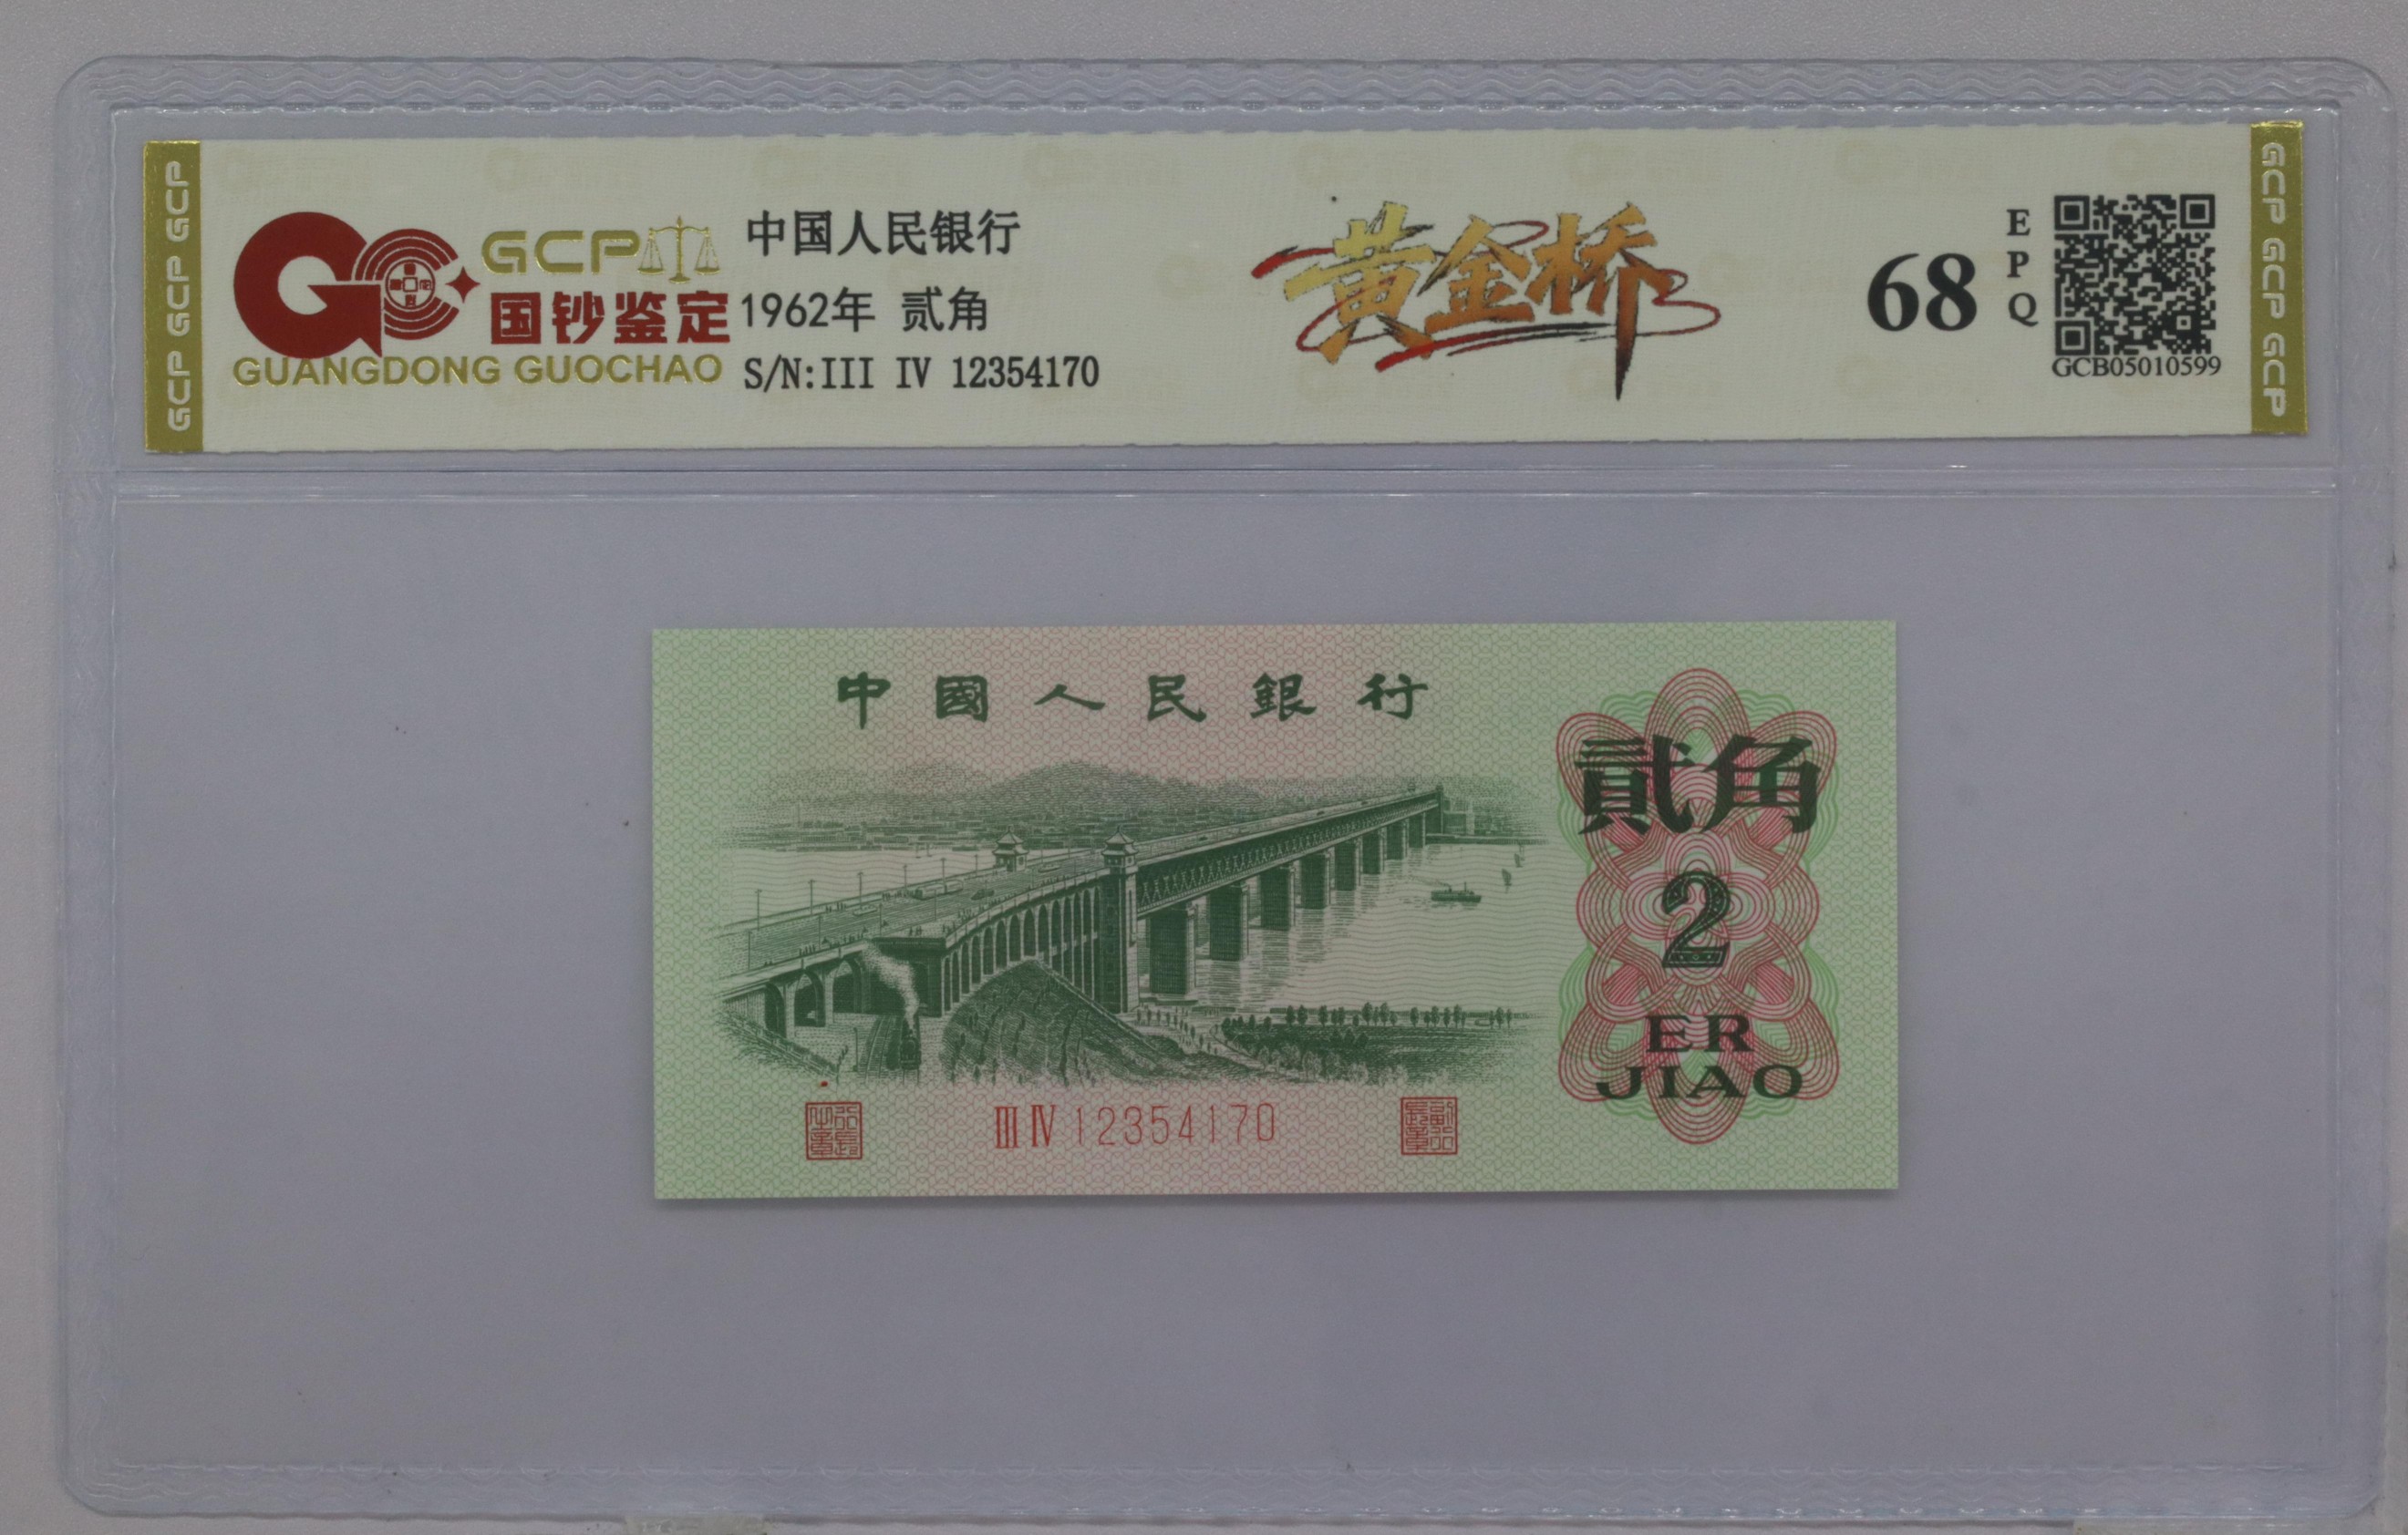 GCP GCP GCP
GCP
国钞鉴定
GUANGDONG GUOCHAO
中国人民银行
1962年 贰角
S/N:III IV 12354170
黄金桥
68
EPQ
GCB05010599
GCP GCP GCP
中國人民銀行
貳角
2
ER
JIAO
III IV 12354170